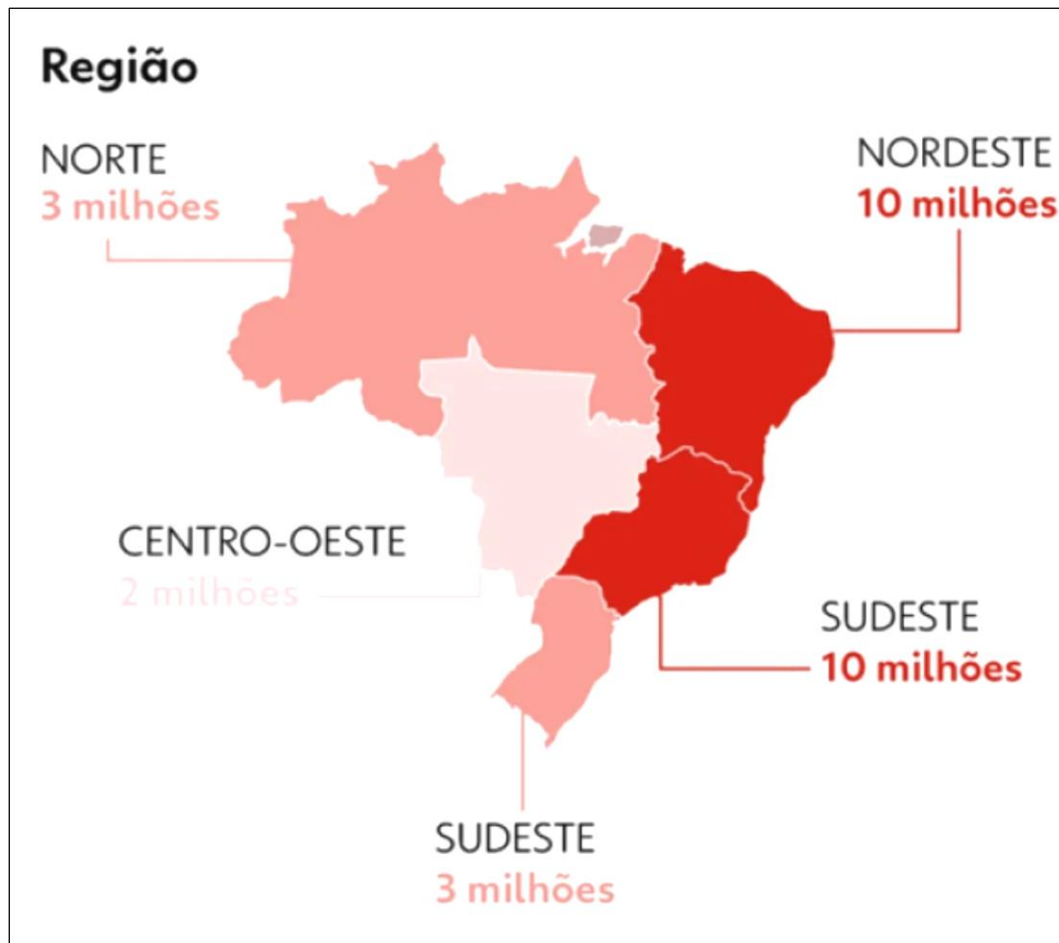 Região
NORTE
3 milhões
NORDESTE
10 milhões
CENTRO-OESTE
2 milhões
SUDESTE
10 milhões
SUDESTE
3 milhões